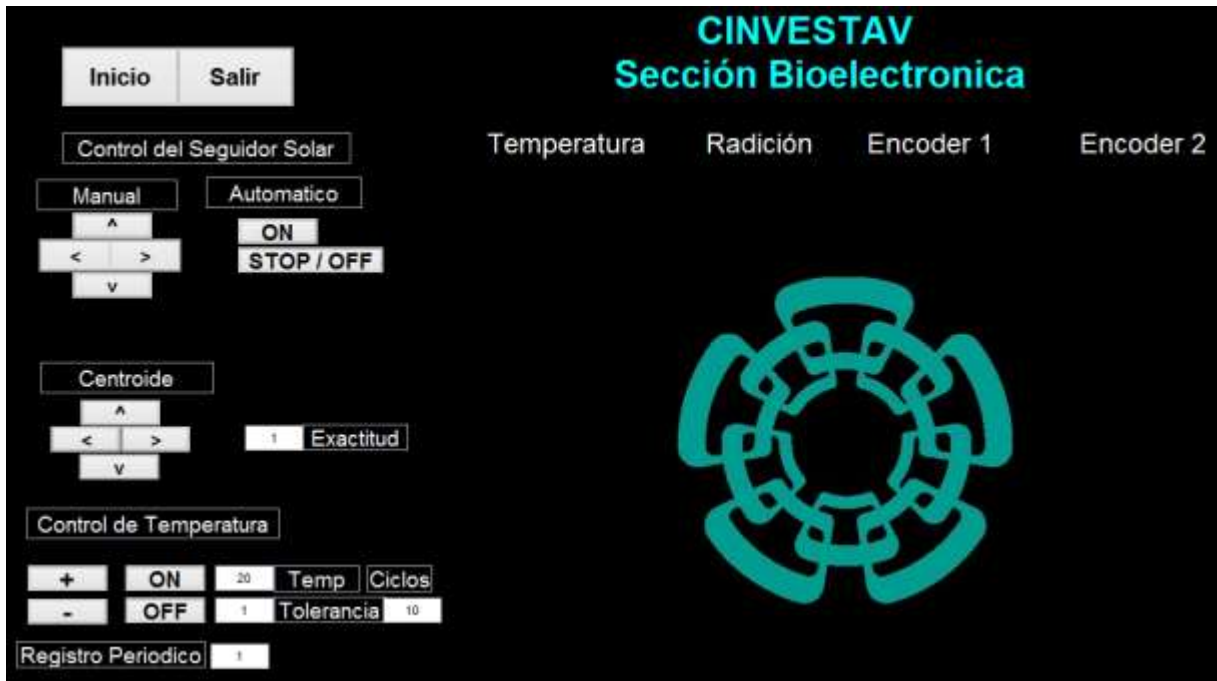 CINVESTAV
Sección Bioelectronica
Inicio Salir
Control del Seguidor Solar
Temperatura Radición Encoder 1 Encoder 2
Manual Automatico
^
ON
< >
STOP / OFF
v
Centroide
^
< >
1 Exactitud
v
Control de Temperatura
+ ON 20 Temp Ciclos
- OFF 1 Tolerancia 10
Registro Periodico 1